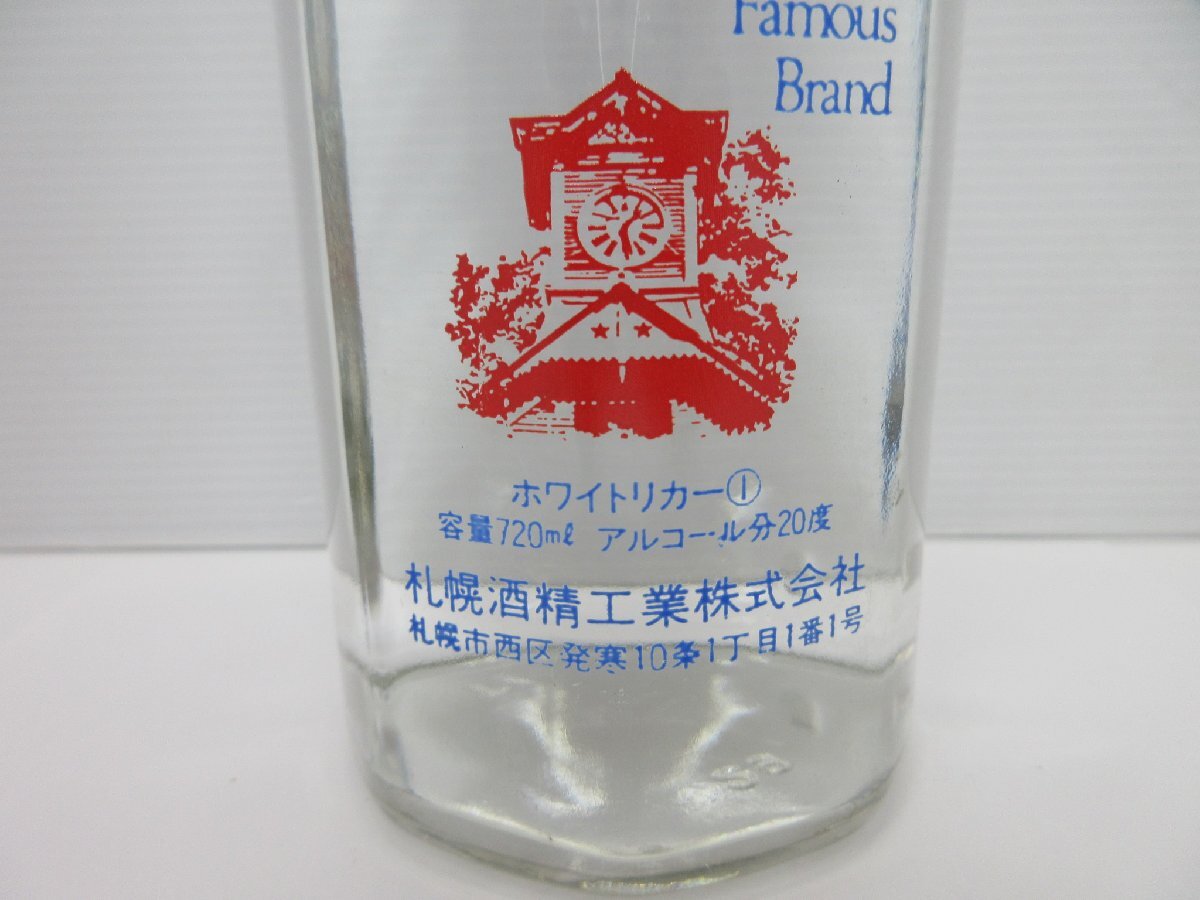 Famous
Brand
ホワイトリカー①
容量720mℓ アルコール分20度
札幌酒精工業株式会社
札幌市西区発寒10条1丁目1番1号